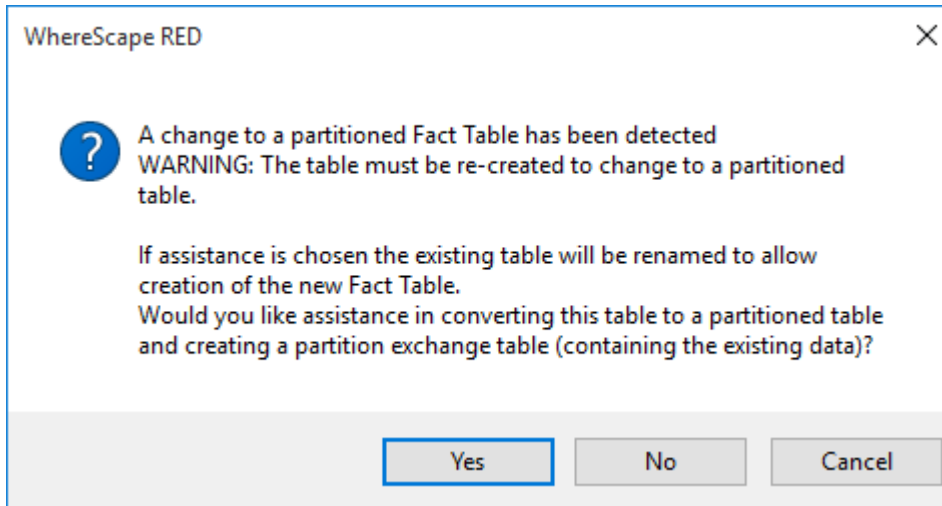 WhereScape RED
?
A change to a partitioned Fact Table has been detected
WARNING: The table must be re-created to change to a partitioned
table.
If assistance is chosen the existing table will be renamed to allow
creation of the new Fact Table.
Would you like assistance in converting this table to a partitioned table
and creating a partition exchange table (containing the existing data)?
Yes No Cancel